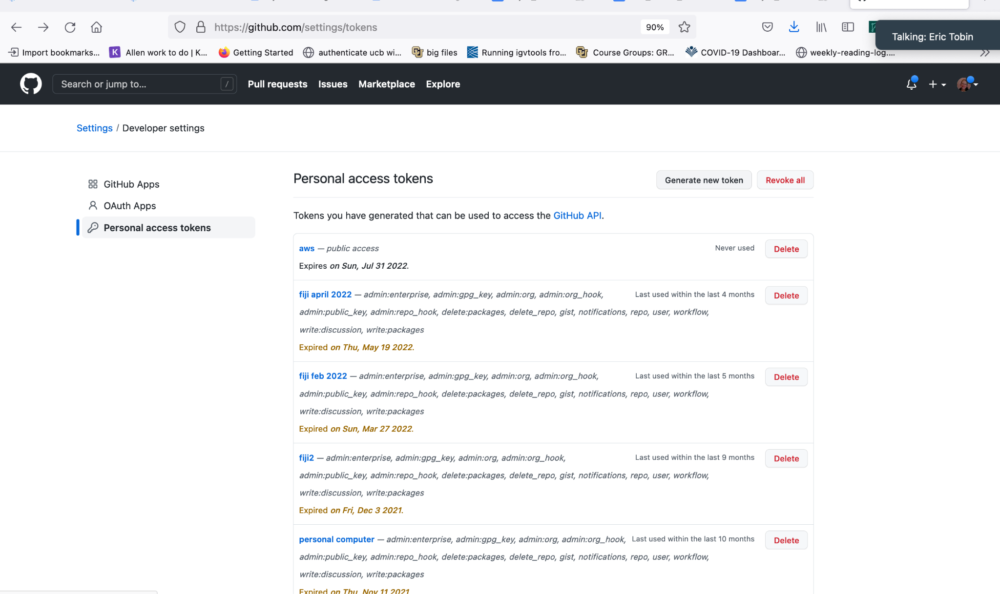 https://github.com/settings/tokens
90%
Talking: Eric Tobin
Import bookmarks...
Allen work to do | K...
Getting Started
authenticate ucb wi...
big files
Running igvtools fro...
Course Groups: GR...
COVID-19 Dashboar...
weekly-reading-log....
Search or jump to...
/
Pull requests
Issues
Marketplace
Explore
Settings / Developer settings
GitHub Apps
OAuth Apps
Personal access tokens
Personal access tokens
Generate new token
Revoke all
Tokens you have generated that can be used to access the GitHub API.
aws — public access
Never used
Delete
Expires on Sun, Jul 31 2022.
fiji april 2022 — admin:enterprise, admin:gpg_key, admin:org, admin:org_hook,
Last used within the last 4 months
Delete
admin:public_key, admin:repo_hook, delete:packages, delete_repo, gist, notifications, repo, user, workflow,
write:discussion, write:packages
Expired on Thu, May 19 2022.
fiji feb 2022 — admin:enterprise, admin:gpg_key, admin:org, admin:org_hook,
Last used within the last 5 months
Delete
admin:public_key, admin:repo_hook, delete:packages, delete_repo, gist, notifications, repo, user, workflow,
write:discussion, write:packages
Expired on Sun, Mar 27 2022.
fiji2 — admin:enterprise, admin:gpg_key, admin:org, admin:org_hook,
Last used within the last 9 months
Delete
admin:public_key, admin:repo_hook, delete:packages, delete_repo, gist, notifications, repo, user, workflow,
write:discussion, write:packages
Expired on Fri, Dec 3 2021.
personal computer — admin:enterprise, admin:gpg_key, admin:org, admin:org_hook,
Last used within the last 10 months
Delete
admin:public_key, admin:repo_hook, delete:packages, delete_repo, gist, notifications, repo, user, workflow,
write:discussion, write:packages
Expired on Thu, Nov 11 2021